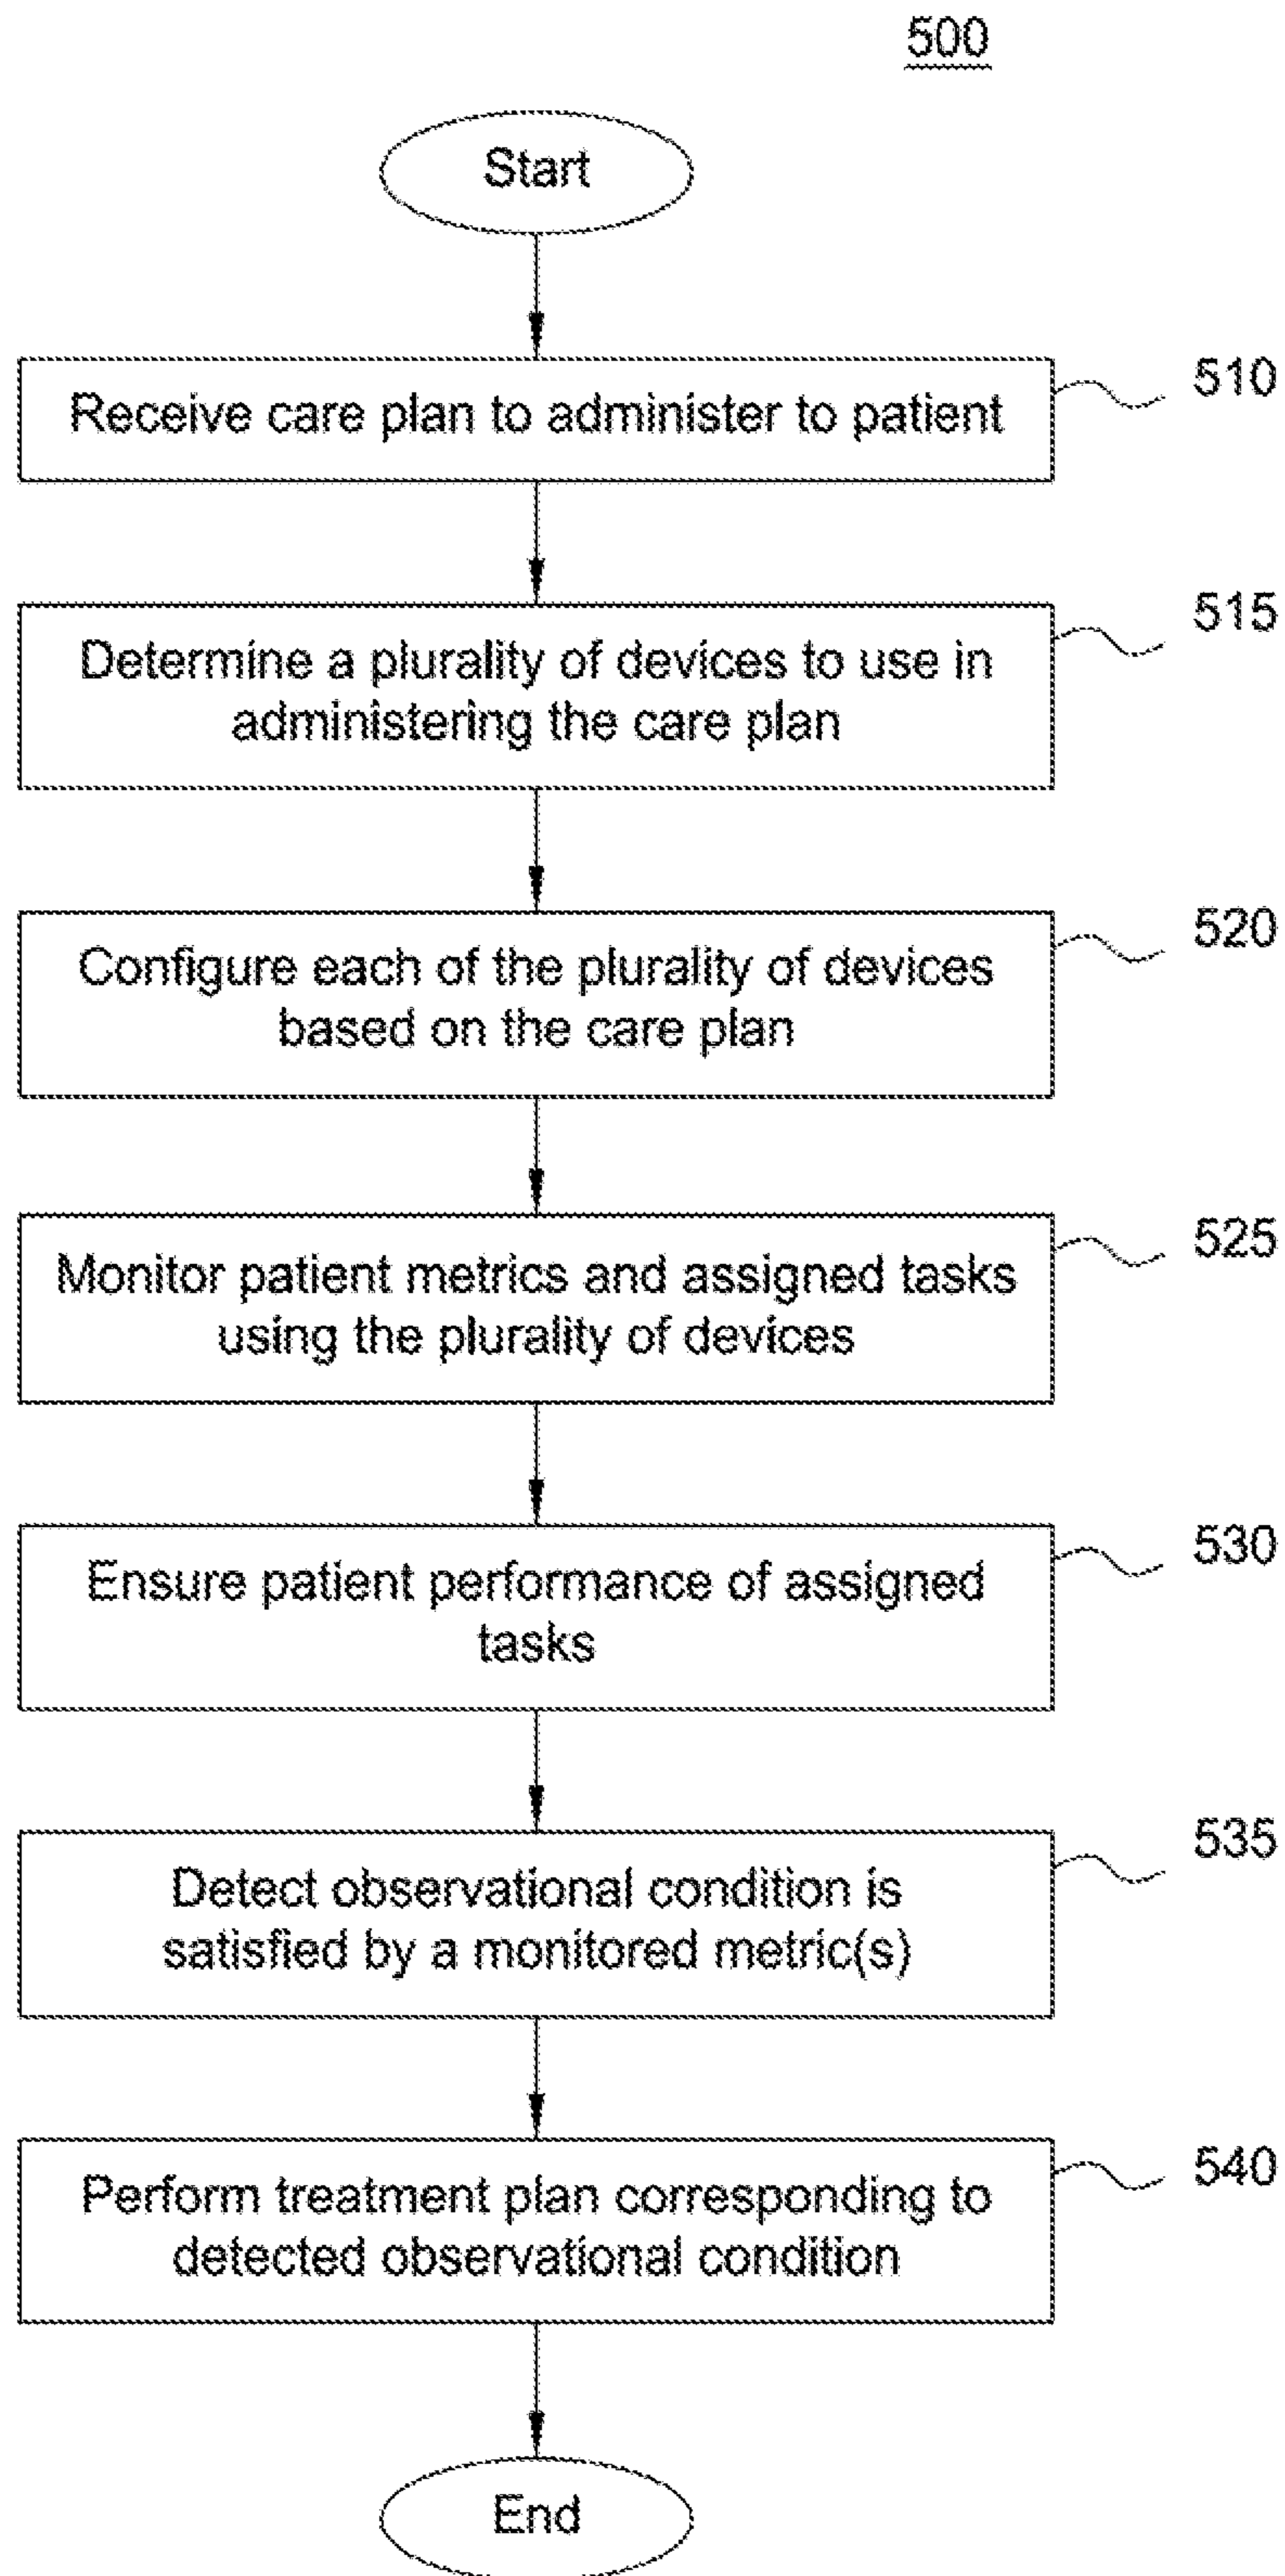 500
Start
Receive care plan to administer to patient
510
Determine a plurality of devices to use in
administering the care plan
515
Configure each of the plurality of devices
based on the care plan
520
Monitor patient metrics and assigned tasks
using the plurality of devices
525
Ensure patient performance of assigned
tasks
530
Detect observational condition is
satisfied by a monitored metric(s)
535
Perform treatment plan corresponding to
detected observational condition
540
End